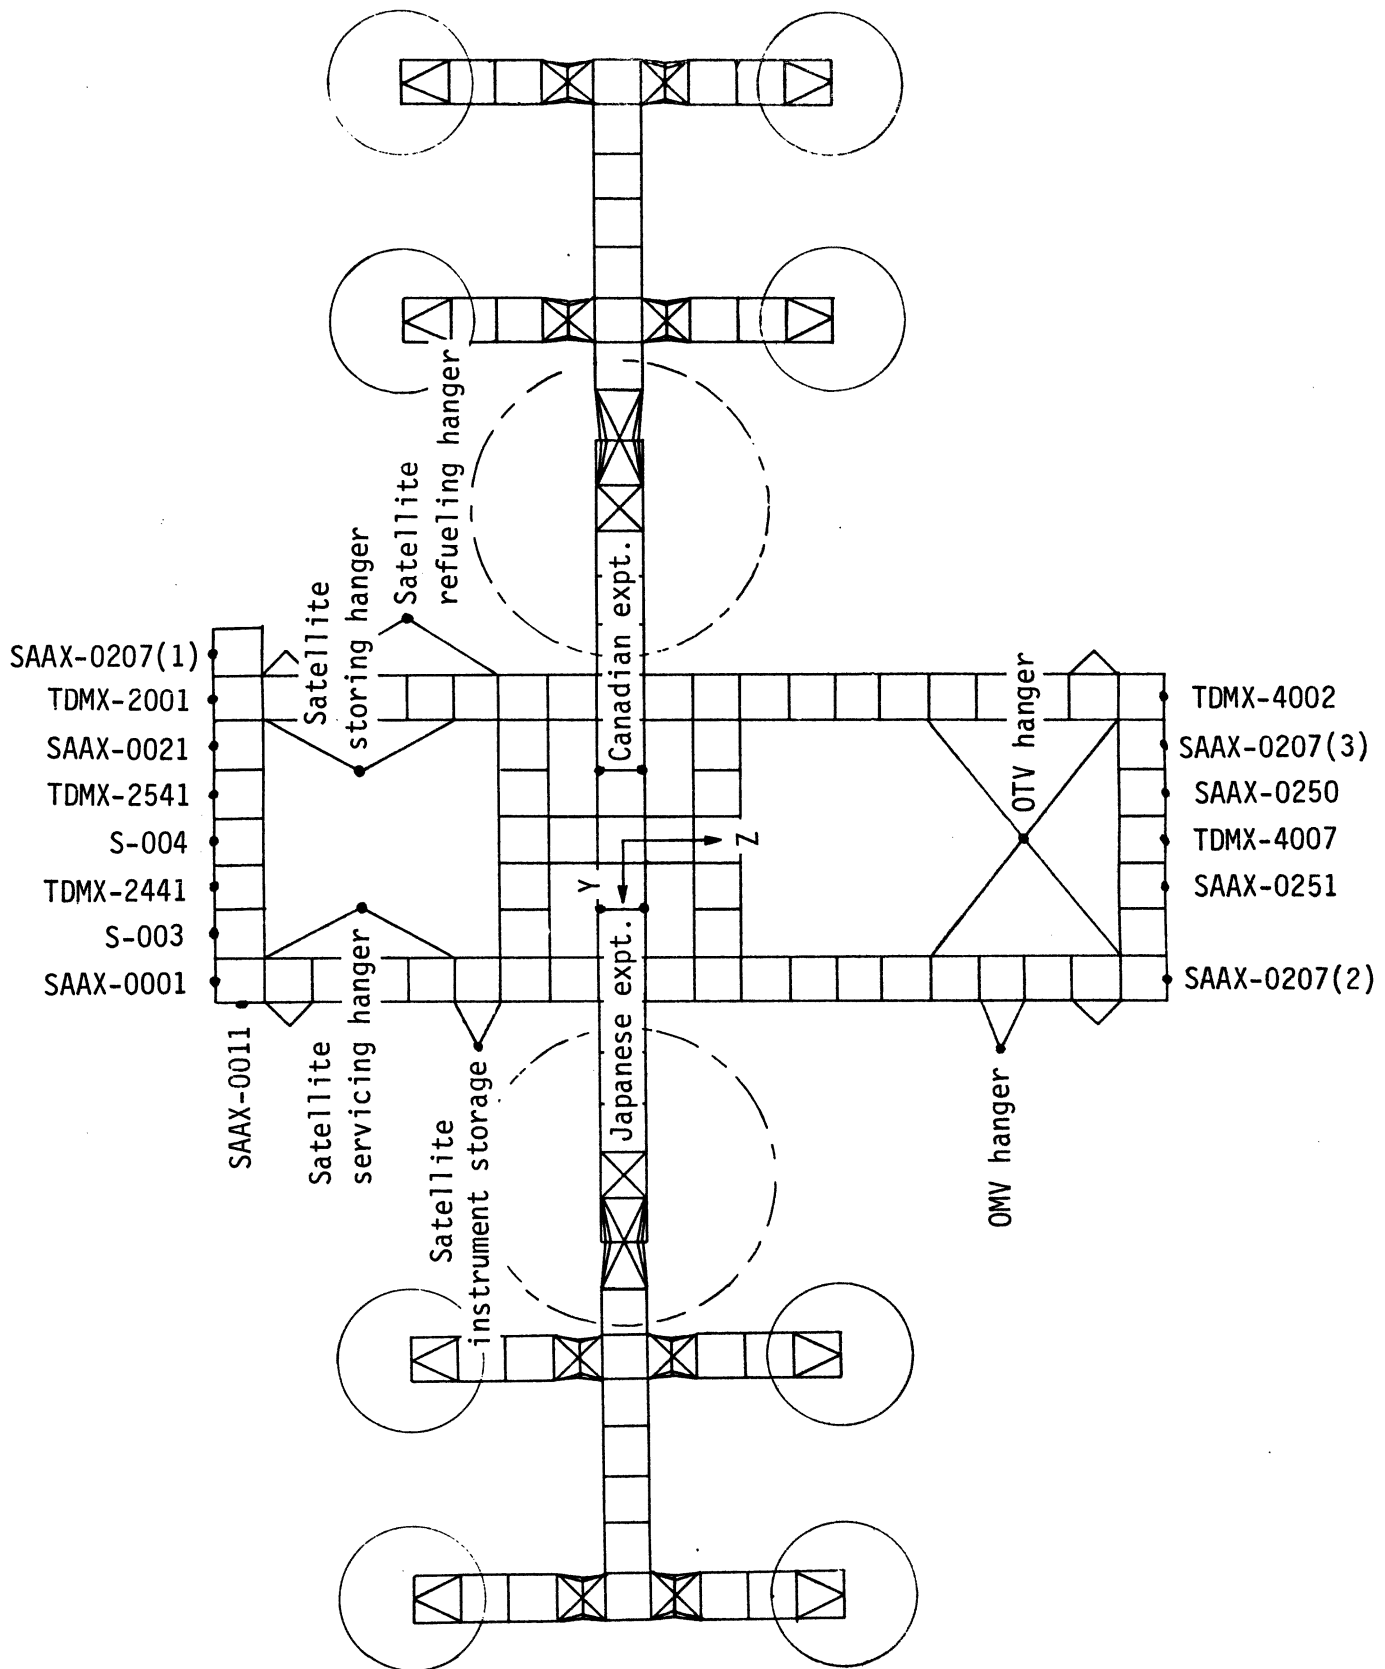 Satellite
refueling hanger
Satellite
storing hanger
Canadian expt.
OTV hanger
SAAX-0207(1)
TDMX-2001
SAAX-0021
TDMX-2541
S-004
TDMX-2441
S-003
SAAX-0001
TDMX-4002
SAAX-0207(3)
SAAX-0250
TDMX-4007
SAAX-0251
SAAX-0207(2)
Z
Y
Japanese expt.
SAAX-0011
Satellite
servicing hanger
Satellite
instrument storage
OMV hanger